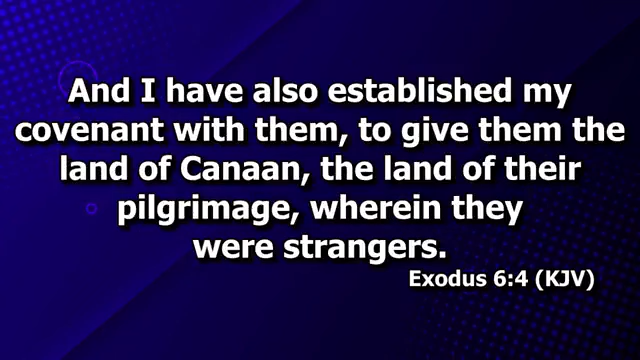 And I have also established my
covenant with them, to give them the
land of Canaan, the land of their
pilgrimage, wherein they
were strangers.
Exodus 6:4 (KJV)